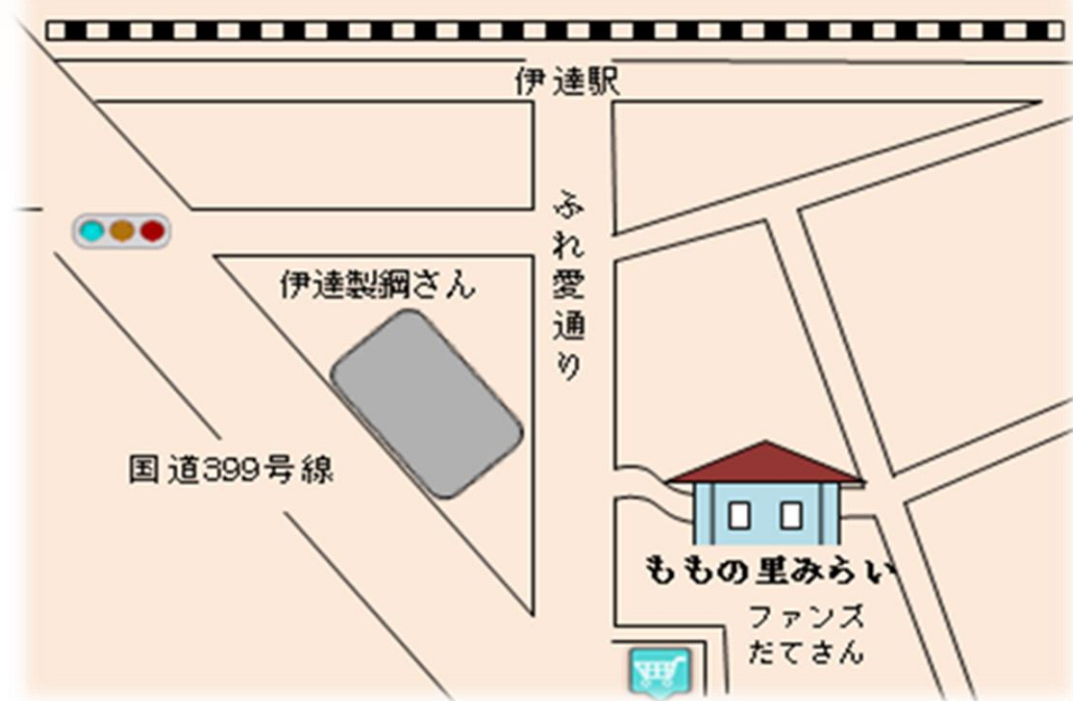 伊達駅
ふれ愛通り
伊達製鋼さん
国道399号線
ももの里みらい
ファンズ
だてさん